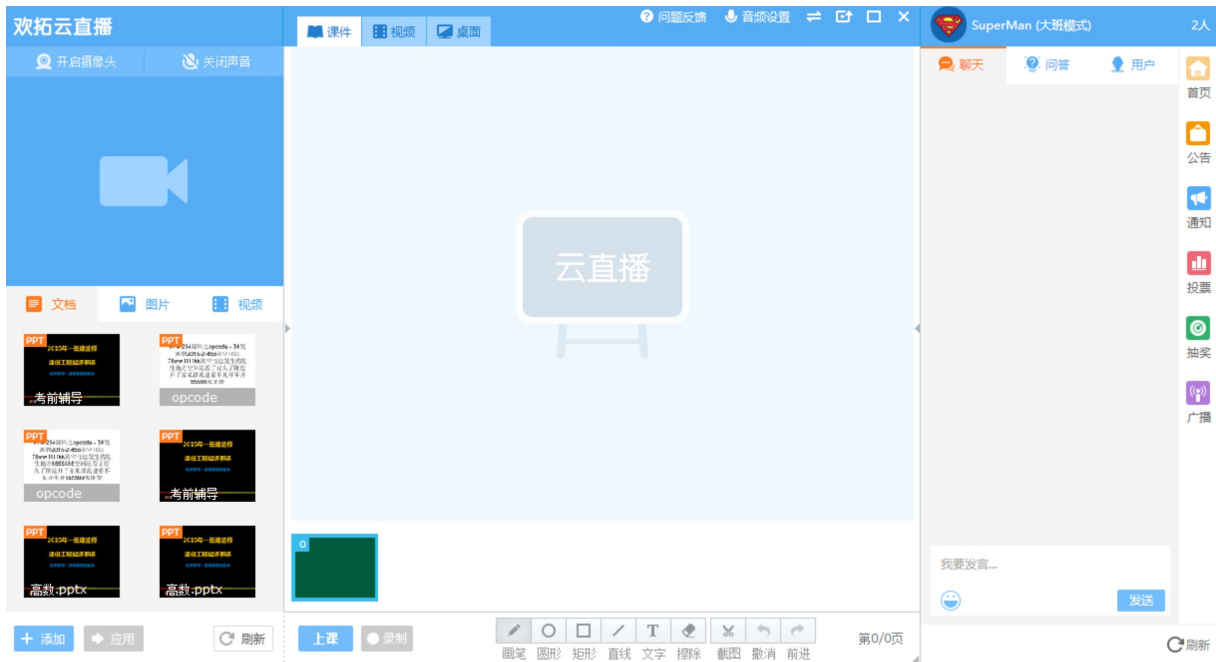 欢拓云直播
开启摄像头 关闭声音
文档 图片 视频
PPT
考前辅导
PPT
opcode
PPT
opcode
PPT
考前辅导
PPT
高数.pptx
PPT
高数.pptx
添加 应用 刷新
课件 视频 桌面
问题反馈 音频设置
云直播
0
上课 录制
画笔 圆形 矩形 直线 文字 擦除 截图 撤消 前进
第0/0页
SuperMan (大班模式) 2人
聊天 问答 用户
首页
公告
通知
投票
抽奖
广播
我要发言...
发送
刷新